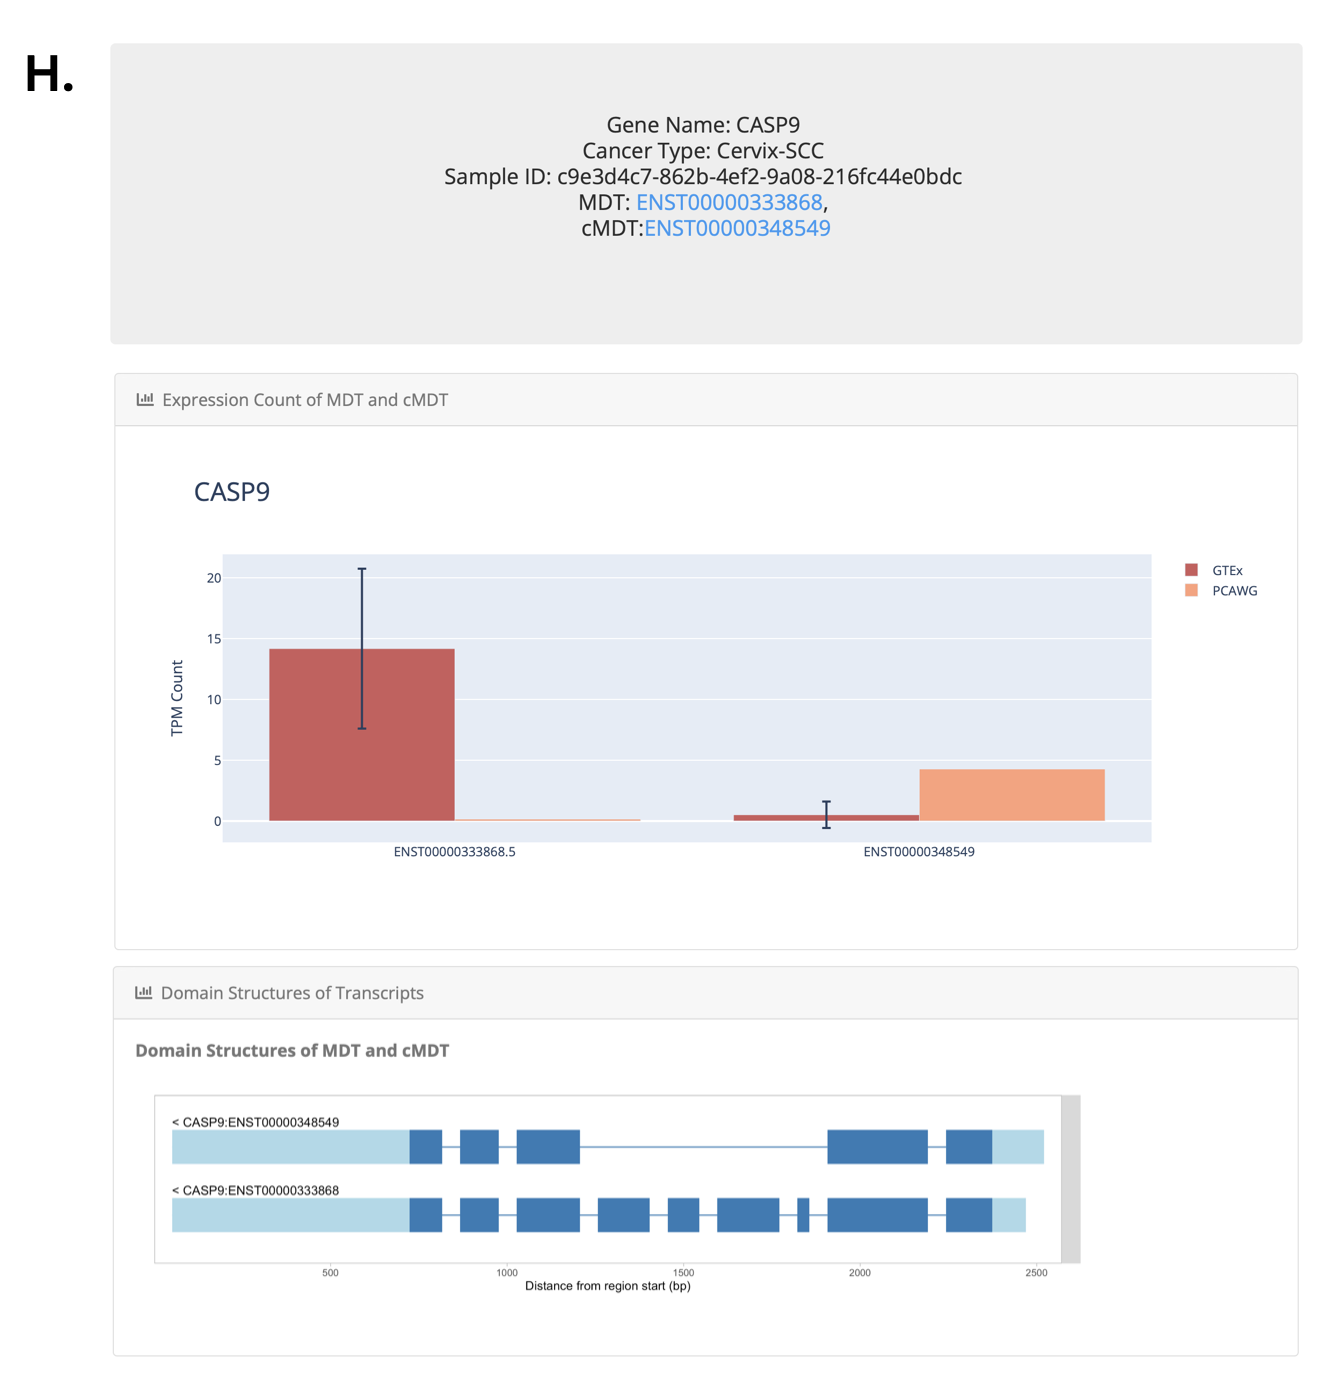 H.
Gene Name: CASP9
Cancer Type: Cervix-SCC
Sample ID: c9e3d4c7-862b-4ef2-9a08-216fc44e0bdc
MDT: ENST00000333868,
cMDT:ENST00000348549
Expression Count of MDT and cMDT
CASP9
TPM Count
20
15
10
5
0
ENST00000333868.5
ENST00000348549
GTEx
PCAWG
Domain Structures of Transcripts
Domain Structures of MDT and cMDT
< CASP9:ENST00000348549
< CASP9:ENST00000333868
500 1000 1500 2000 2500
Distance from region start (bp)